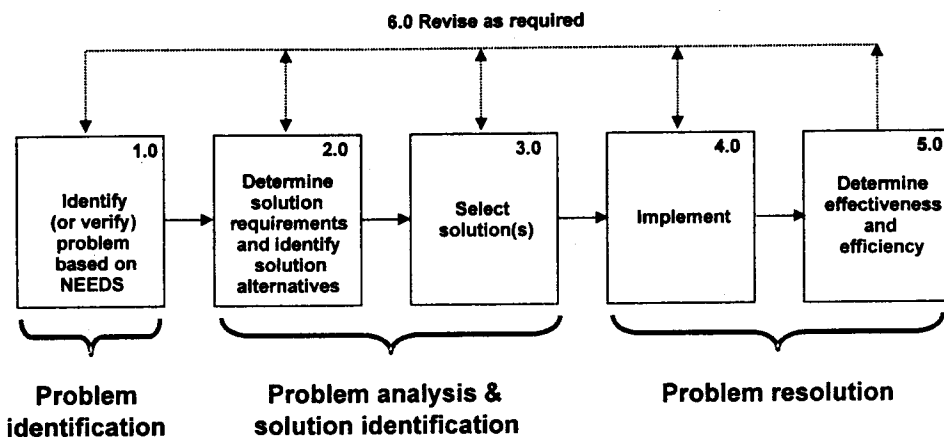 6.0 Revise as required
1.0
Identify
(or verify)
problem
based on
NEEDS
2.0
Determine
solution
requirements
and identify
solution
alternatives
3.0
Select
solution(s)
4.0
Implement
5.0
Determine
effectiveness
and
efficiency
Problem
identification
Problem analysis &
solution identification
Problem resolution